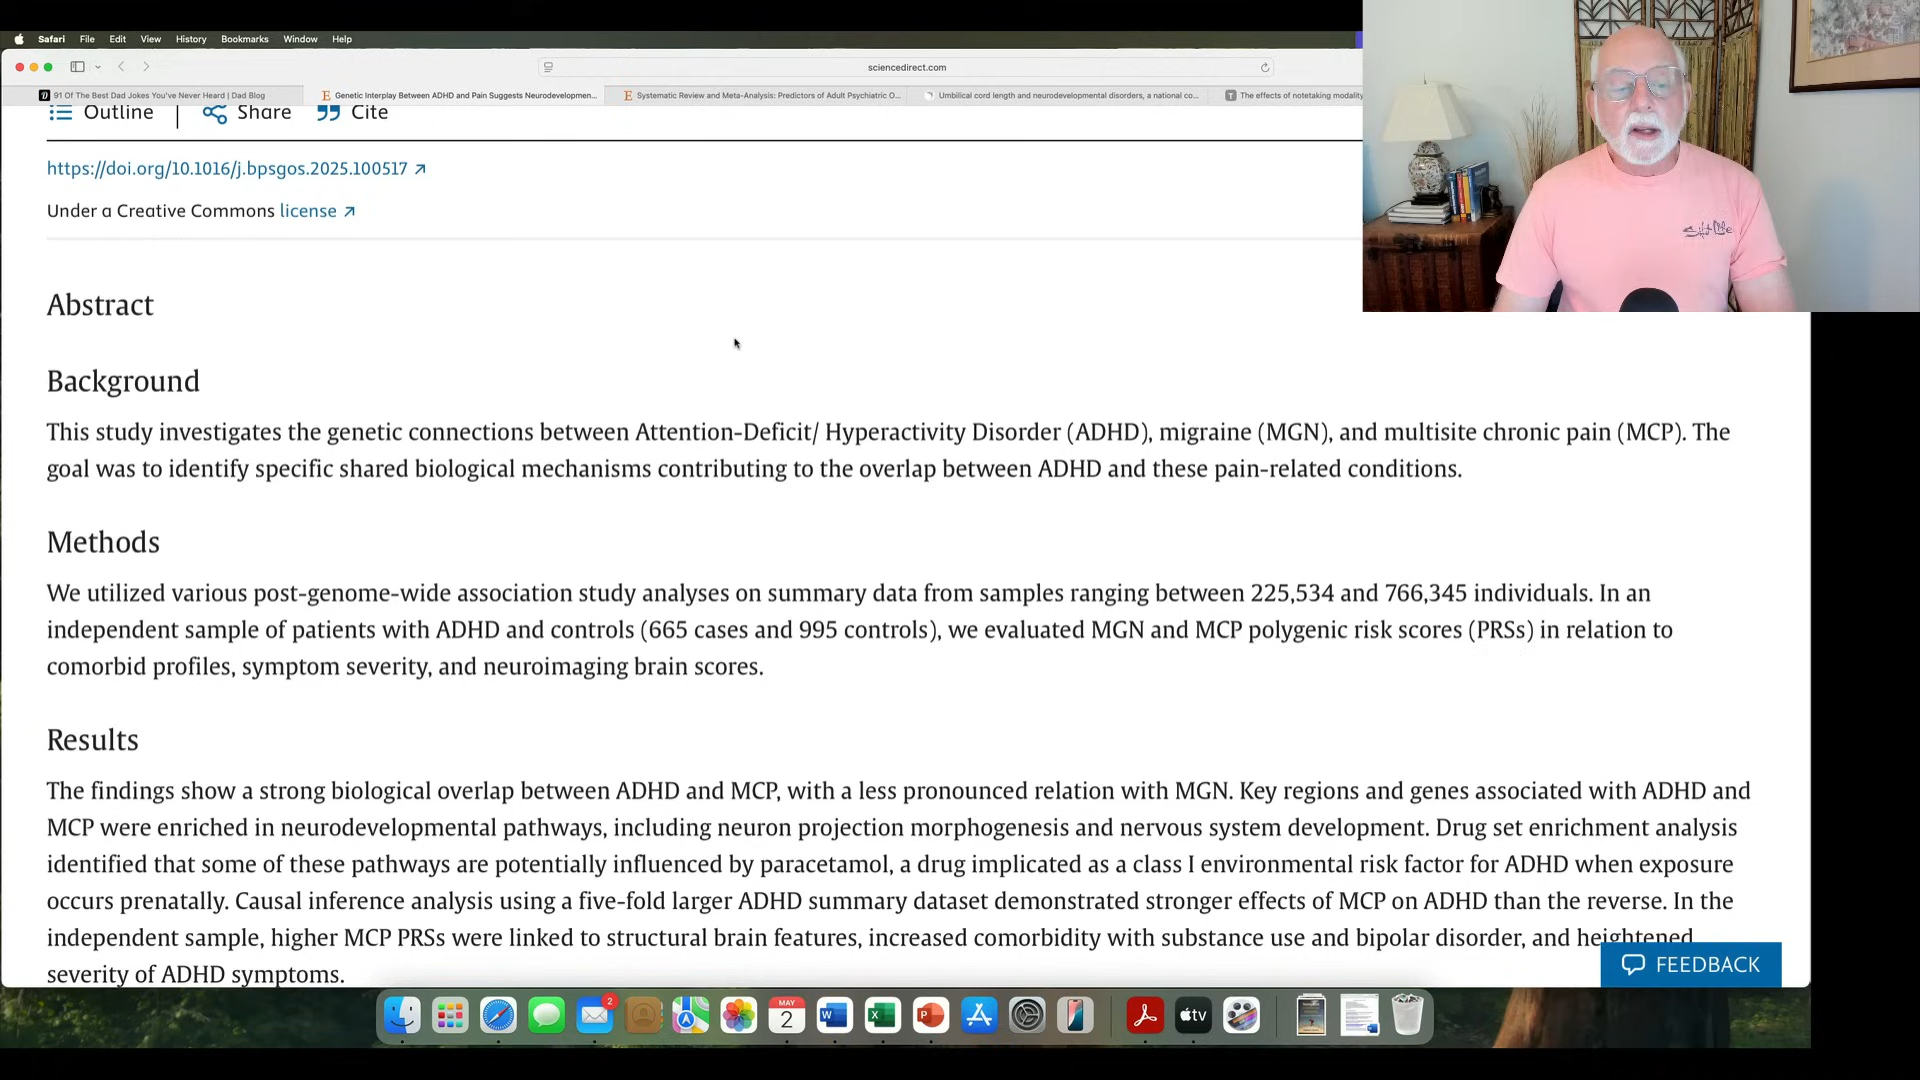 Safari File Edit View History Bookmarks Window Help
sciencedirect.com
91 Of The Best Dad Jokes You've Never Heard | Dad Blog
Genetic Interplay Between ADHD and Pain Suggests Neurodevelopmen...
Systematic Review and Meta-Analysis: Predictors of Adult Psychiatric O...
Umbilical cord length and neurodevelopmental disorders, a national co...
The effects of notetaking modality
Outline | Share Cite
https://doi.org/10.1016/j.bpsgos.2025.100517
Under a Creative Commons license
Salt Life
Abstract
Background
This study investigates the genetic connections between Attention-Deficit/ Hyperactivity Disorder (ADHD), migraine (MGN), and multisite chronic pain (MCP). The
goal was to identify specific shared biological mechanisms contributing to the overlap between ADHD and these pain-related conditions.
Methods
We utilized various post-genome-wide association study analyses on summary data from samples ranging between 225,534 and 766,345 individuals. In an
independent sample of patients with ADHD and controls (665 cases and 995 controls), we evaluated MGN and MCP polygenic risk scores (PRSs) in relation to
comorbid profiles, symptom severity, and neuroimaging brain scores.
Results
The findings show a strong biological overlap between ADHD and MCP, with a less pronounced relation with MGN. Key regions and genes associated with ADHD and
MCP were enriched in neurodevelopmental pathways, including neuron projection morphogenesis and nervous system development. Drug set enrichment analysis
identified that some of these pathways are potentially influenced by paracetamol, a drug implicated as a class I environmental risk factor for ADHD when exposure
occurs prenatally. Causal inference analysis using a five-fold larger ADHD summary dataset demonstrated stronger effects of MCP on ADHD than the reverse. In the
independent sample, higher MCP PRSs were linked to structural brain features, increased comorbidity with substance use and bipolar disorder, and heightened
severity of ADHD symptoms.
FEEDBACK
2
MAY
2
tv